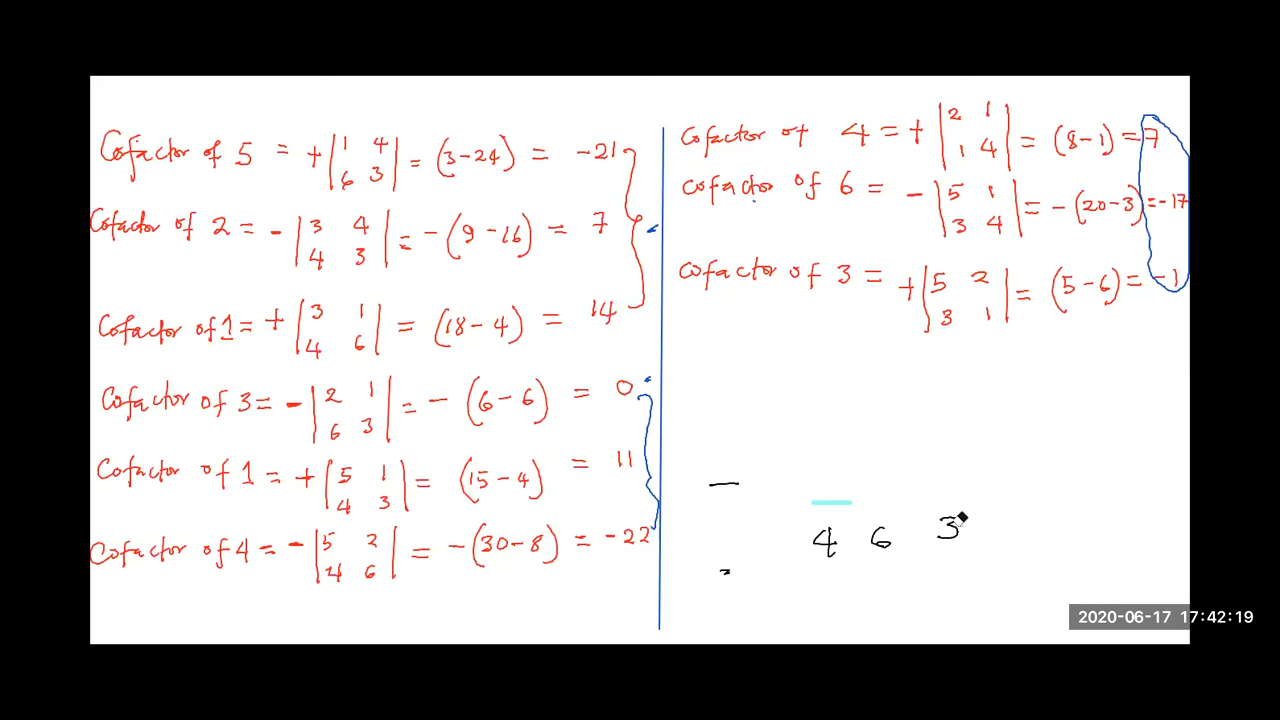 Cofactor of 5 = + |1 4| = (3-24) = -21
|6 3|
Cofactor of 2 = - |3 4| = -(9-16) = 7
|4 3|
Cofactor of 1 = + |3 1| = (18-4) = 14
|4 6|
Cofactor of 3 = - |2 1| = - (6-6) = 0
|6 3|
Cofactor of 1 = + |5 1| = (15-4) = 11
|4 3|
Cofactor of 4 = - |5 2| = -(30-8) = -22
|4 6|
Cofactor of 4 = + |2 1| = (8-1) = 7
|1 4|
Cofactor of 6 = - |5 1| = -(20-3) = -17
|3 4|
Cofactor of 3 = + |5 2| = (5-6) = -1
|3 1|
4 6 3
2020-06-17 17:42:19